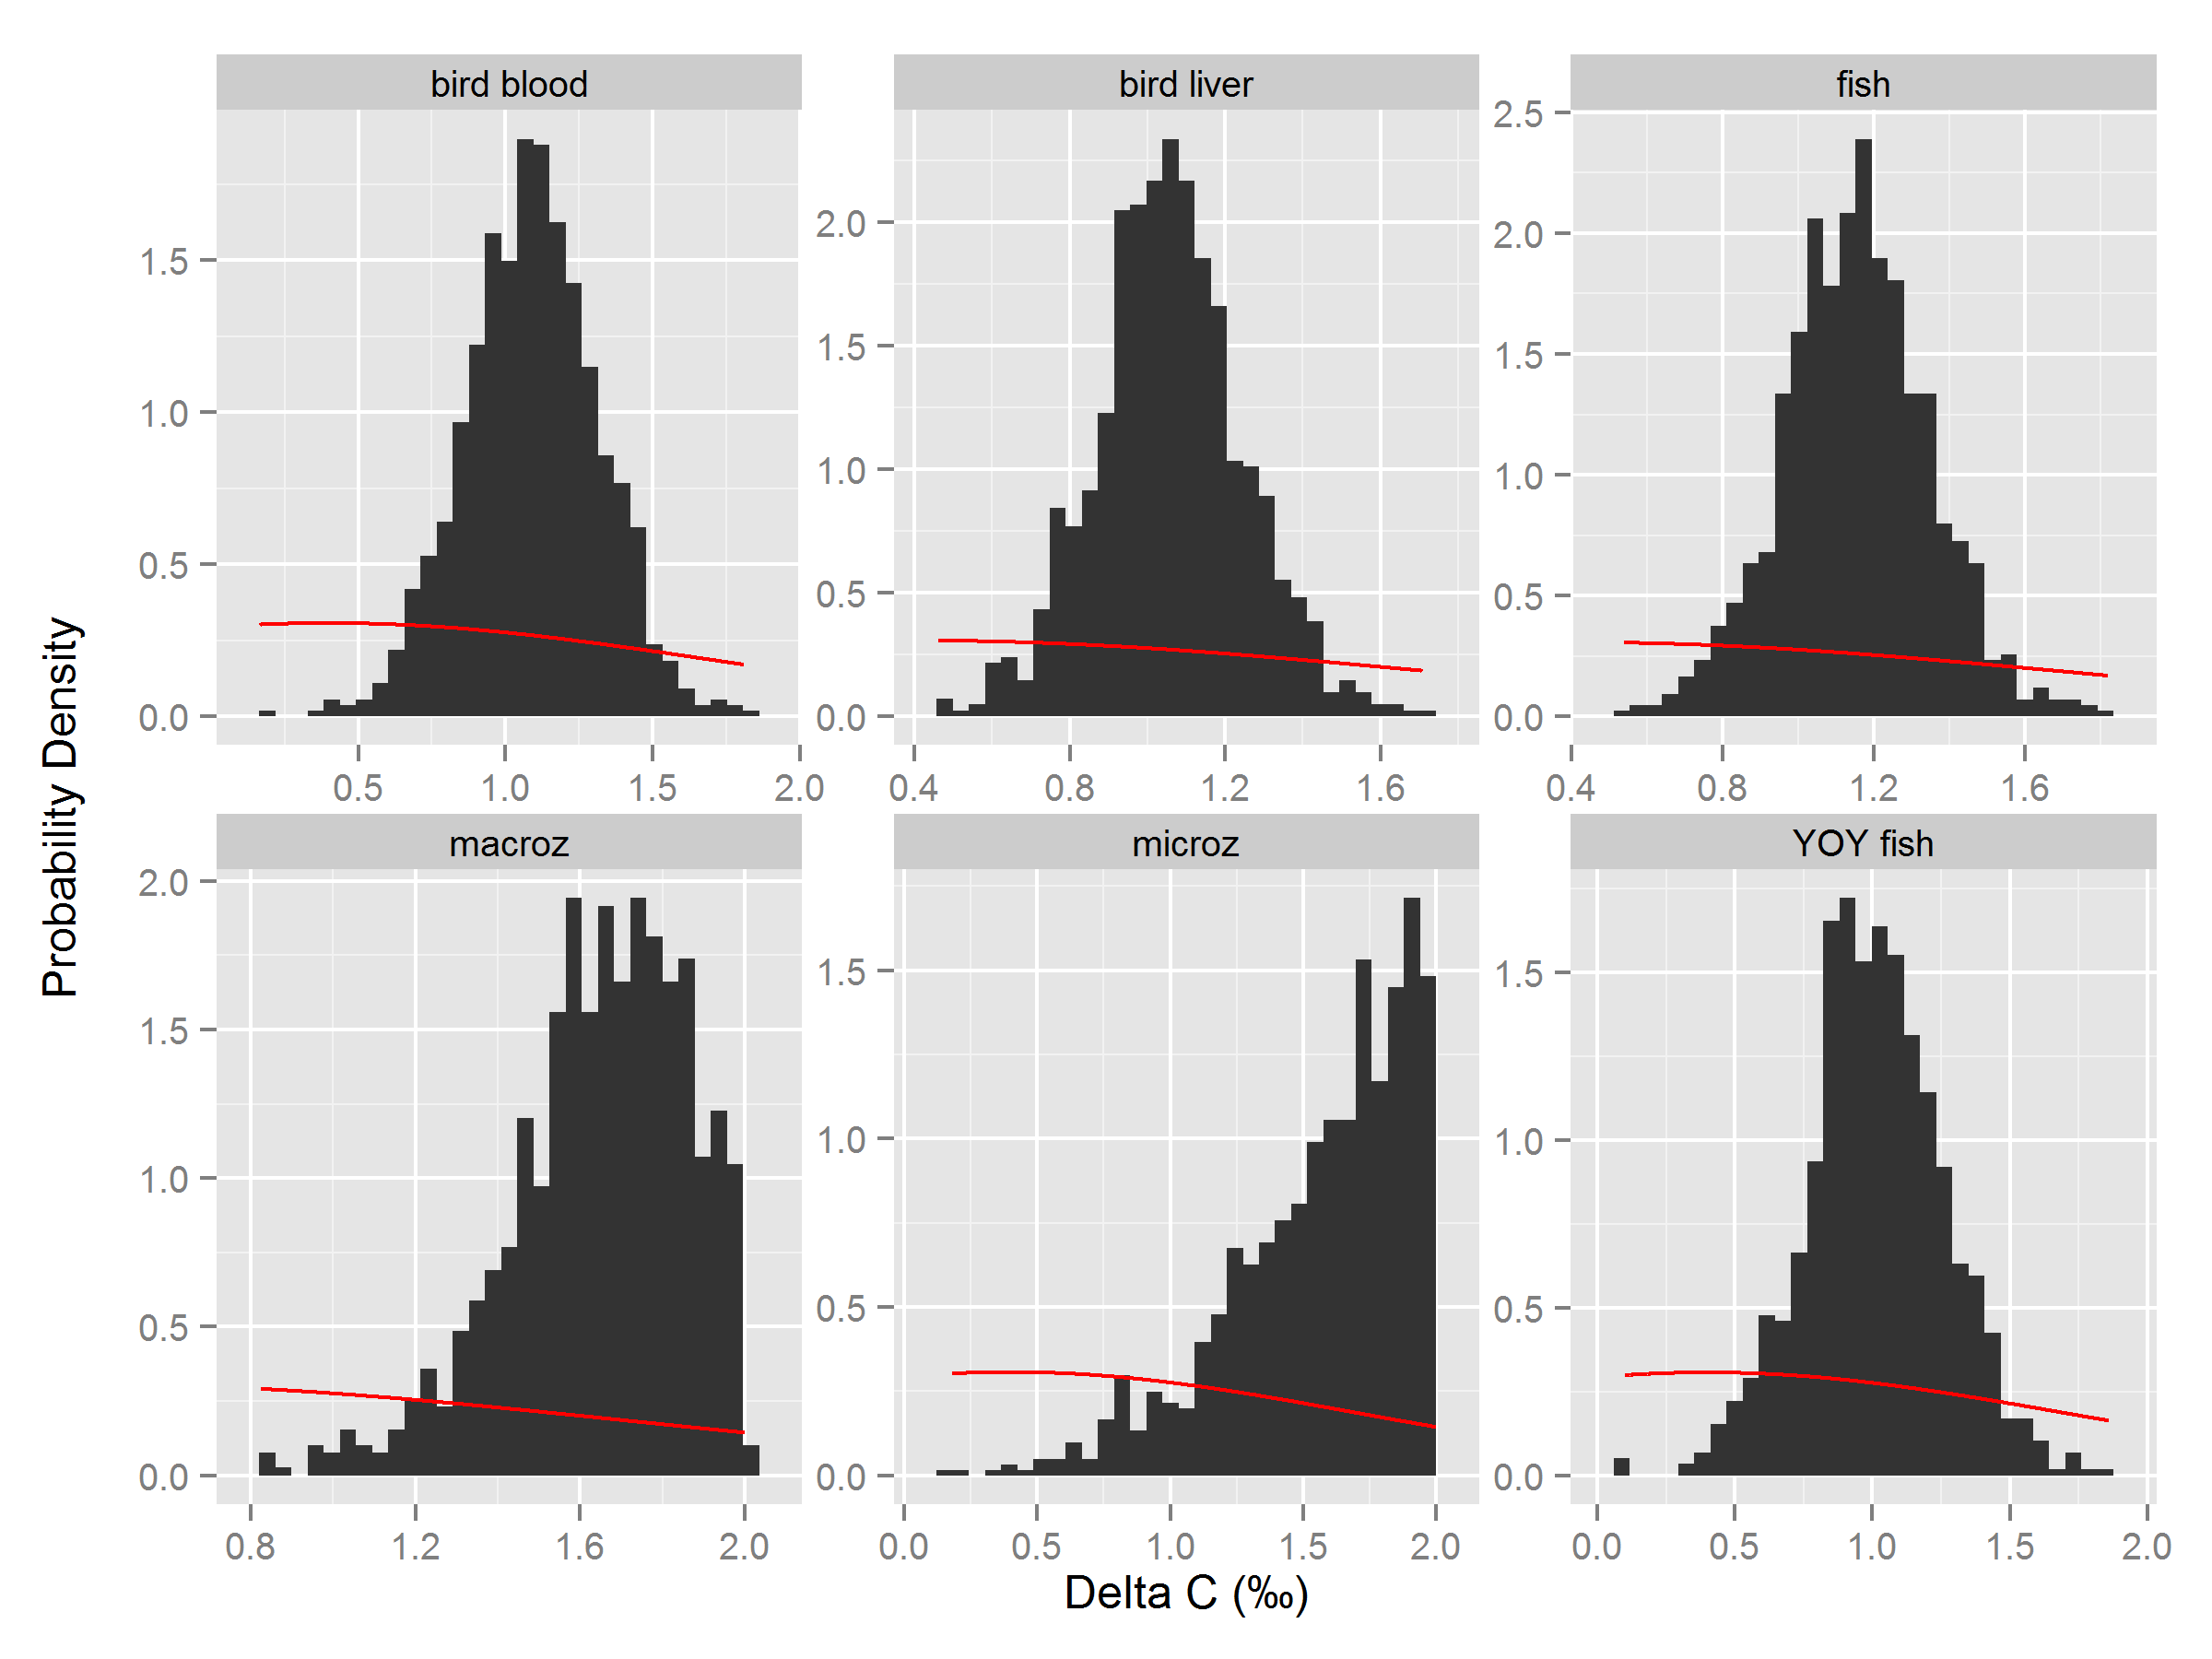 bird blood
bird liver
fish
1.5
1.0
0.5
0.0
2.0
1.5
1.0
0.5
0.0
2.5
2.0
1.5
1.0
0.5
0.0
0.5 1.0 1.5 2.0
0.4 0.8 1.2 1.6
0.4 0.8 1.2 1.6
Probability Density
macroz
microz
YOY fish
2.0
1.5
1.0
0.5
0.0
1.5
1.0
0.5
0.0
1.5
1.0
0.5
0.0
0.8 1.2 1.6 2.0
0.0 0.5 1.0 1.5 2.0
0.0 0.5 1.0 1.5 2.0
Delta C (‰)